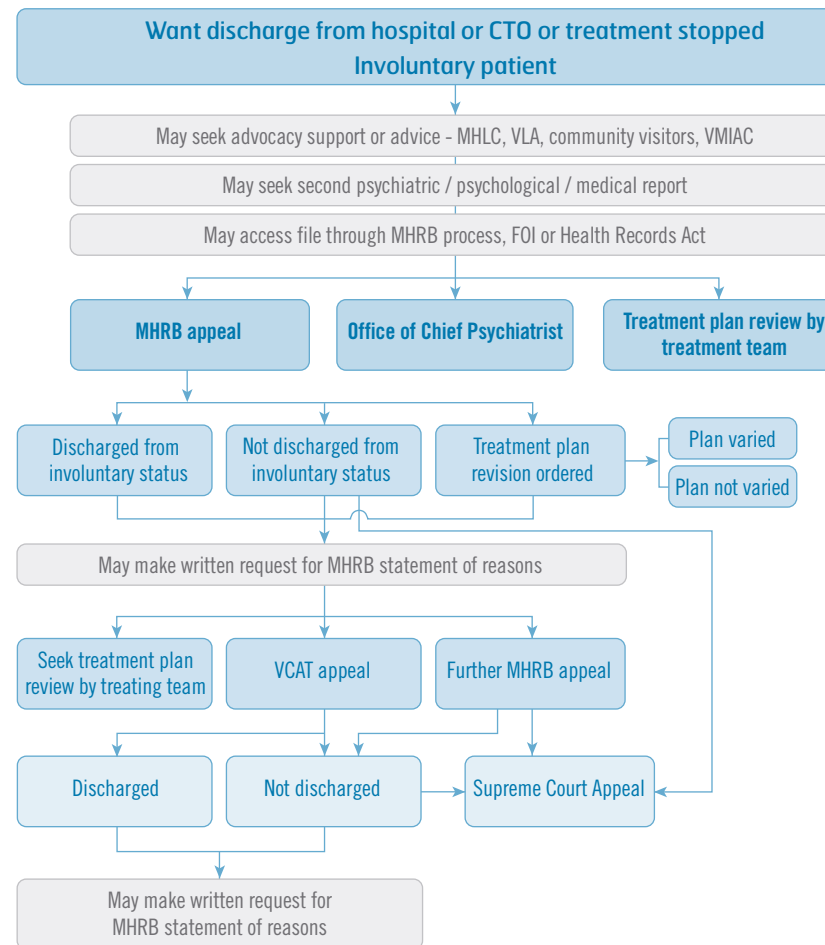 Want discharge from hospital or CTO or treatment stopped
Involuntary patient
May seek advocacy support or advice - MHLC, VLA, community visitors, VMIAC
May seek second psychiatric / psychological / medical report
May access file through MHRB process, FOI or Health Records Act
MHRB appeal
Office of Chief Psychiatrist
Treatment plan review by
treatment team
Discharged from
involuntary status
Not discharged from
involuntary status
Treatment plan
revision ordered
Plan varied
Plan not varied
May make written request for MHRB statement of reasons
Seek treatment plan
review by treating team
VCAT appeal
Further MHRB appeal
Discharged
Not discharged
Supreme Court Appeal
May make written request for
MHRB statement of reasons